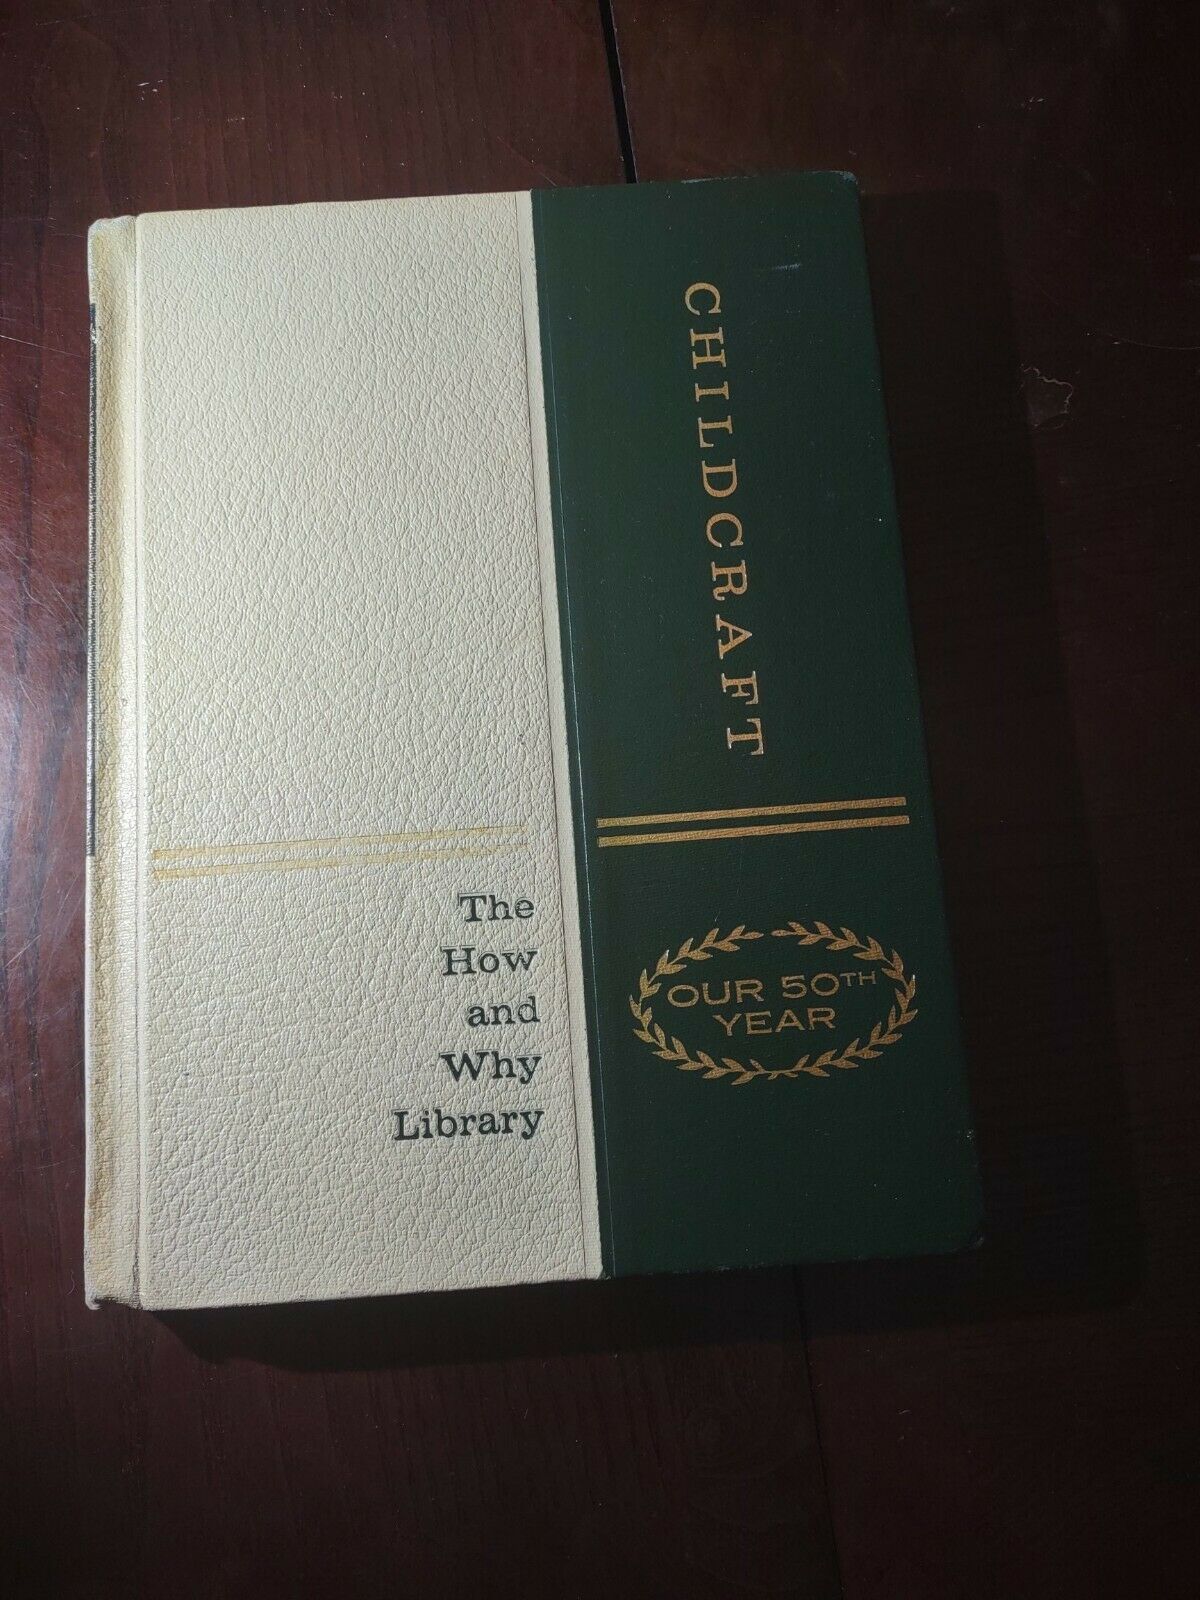 CHILDCRAFT
The
How
and
Why
Library
OUR 50TH
YEAR